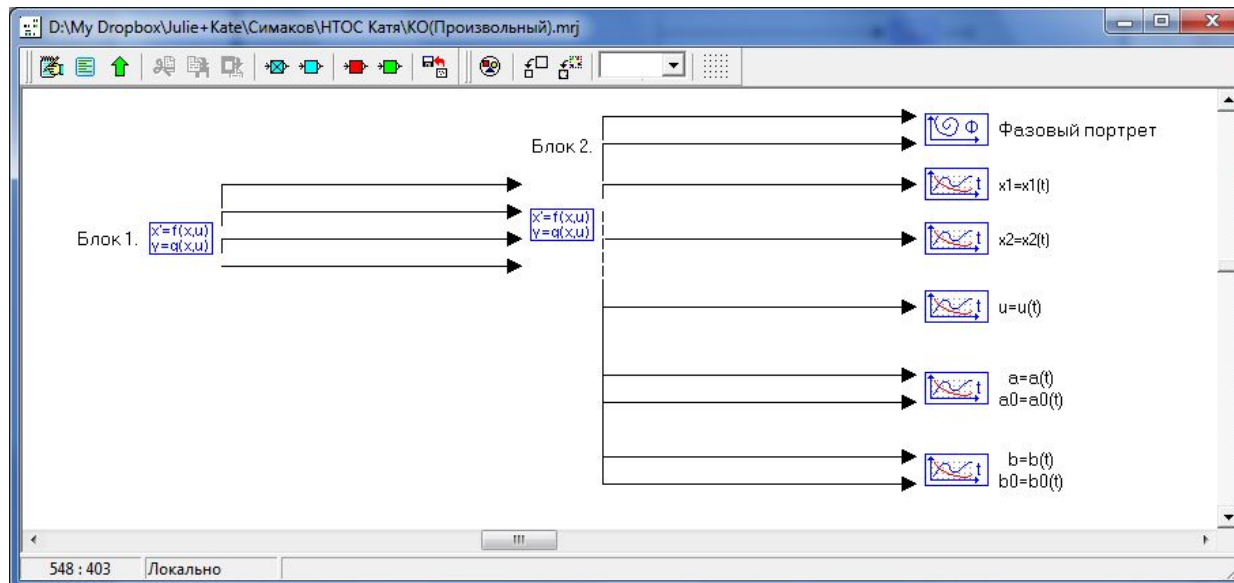 D:\My Dropbox\Julie+Kate\Симаков\НТОС Катя\КО(Произвольный).mrj
Фазовый портрет
Блок 2.
x1=x1(t)
Блок 1.
x'=f(x,u)
y=q(x,u)
x'=f(x,u)
y=q(x,u)
x2=x2(t)
u=u(t)
a=a(t)
a0=a0(t)
b=b(t)
b0=b0(t)
Ф
t
t
t
t
t
548 : 403
Локально